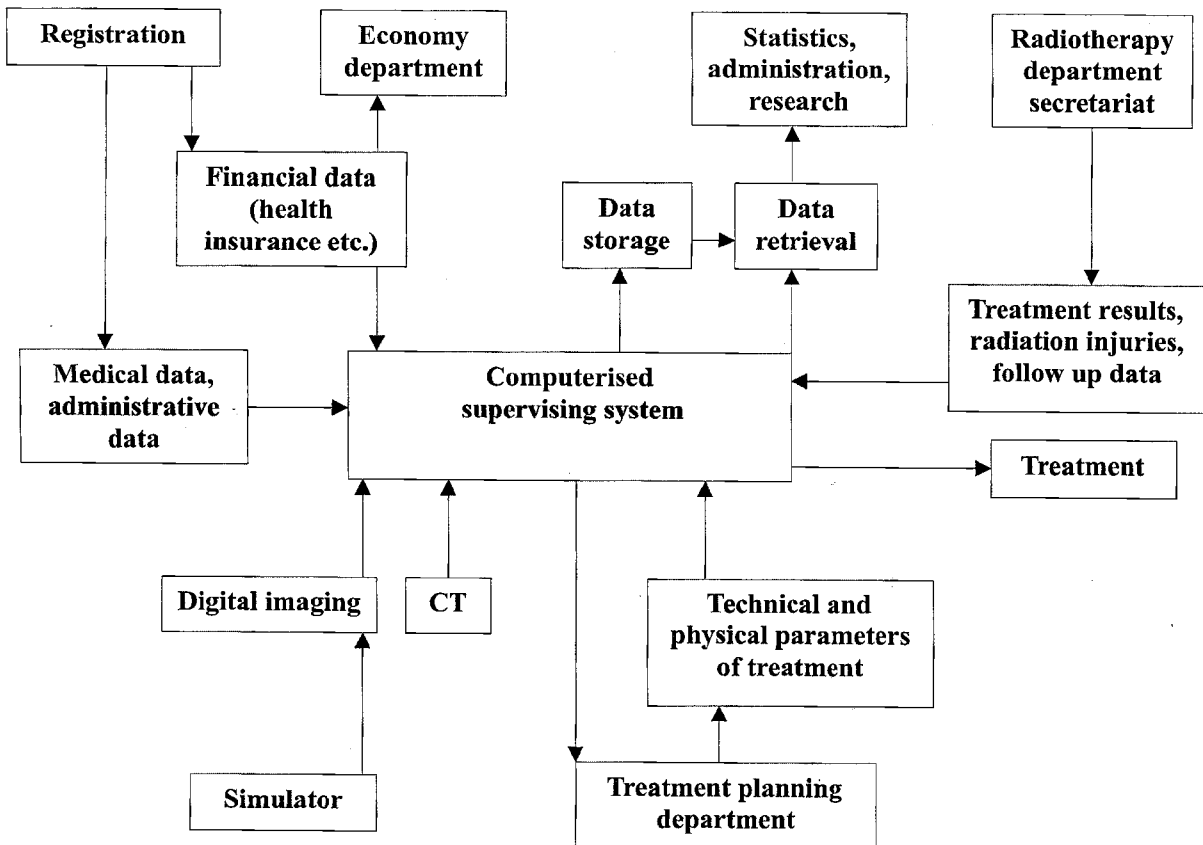 Registration
Economy
department
Statistics,
administration,
research
Radiotherapy
department
secretariat
Financial data
(health
insurance etc.)
Data
storage
Data
retrieval
Treatment results,
radiation injuries,
follow up data
Medical data,
administrative
data
Computerised
supervising system
Treatment
Digital imaging
CT
Technical and
physical parameters
of treatment
Simulator
Treatment planning
department